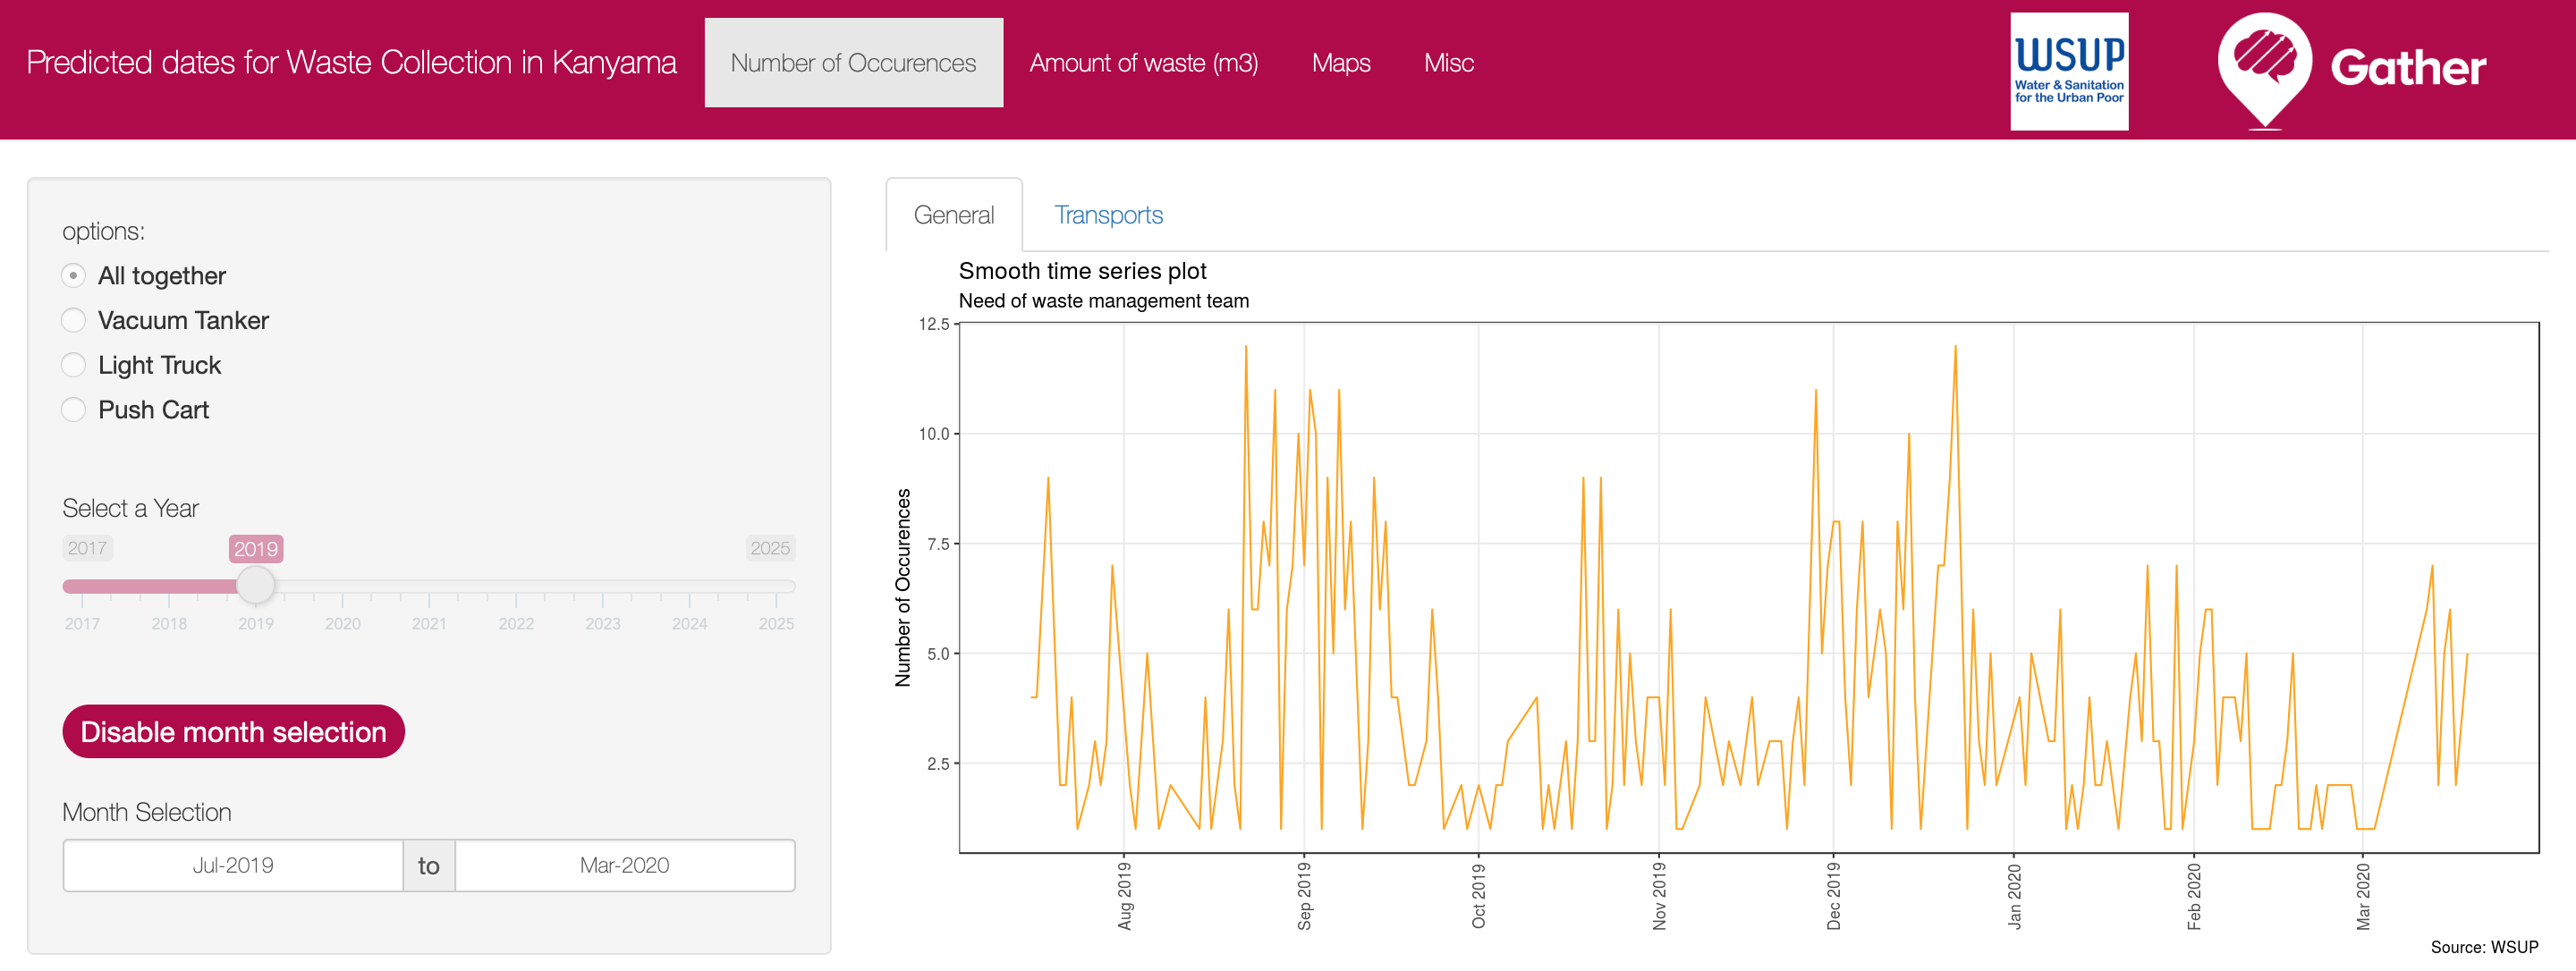 Predicted dates for Waste Collection in Kanyama
Number of Occurences
Amount of waste (m3)
Maps
Misc
WSUP
Water & Sanitation
for the Urban Poor
Gather
options:
All together
Vacuum Tanker
Light Truck
Push Cart
Select a Year
2017
2019
2025
2017 2018 2019 2020 2021 2022 2023 2024 2025
Disable month selection
Month Selection
Jul-2019 to Mar-2020
General
Transports
Smooth time series plot
Need of waste management team
Number of Occurences
12.5
10.0
7.5
5.0
2.5
Aug 2019
Sep 2019
Oct 2019
Nov 2019
Dec 2019
Jan 2020
Feb 2020
Mar 2020
Source: WSUP